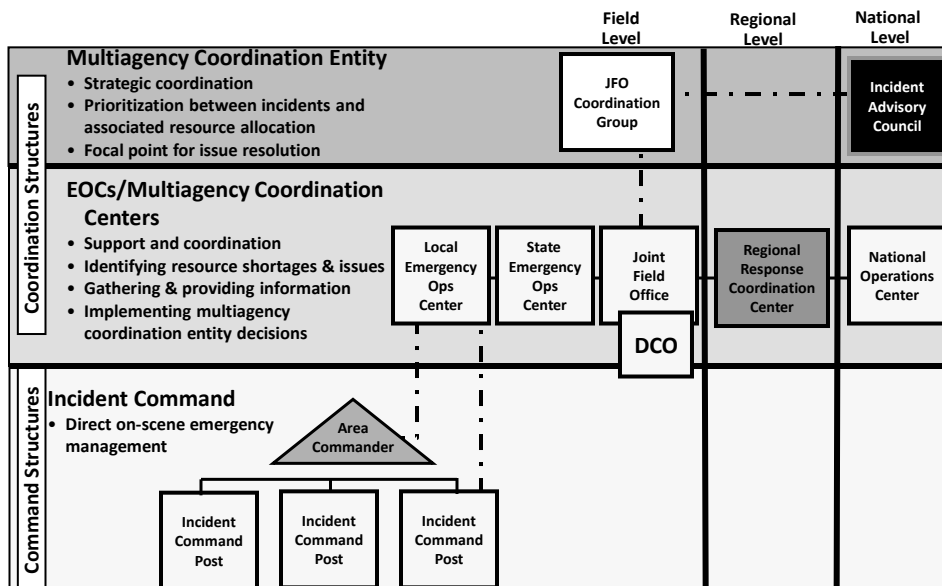 Field
Level
Regional
Level
National
Level
Coordination Structures
Multiagency Coordination Entity
• Strategic coordination
• Prioritization between incidents and
associated resource allocation
• Focal point for issue resolution
JFO
Coordination
Group
Incident
Advisory
Council
EOCs/Multiagency Coordination
Centers
• Support and coordination
• Identifying resource shortages & issues
• Gathering & providing information
• Implementing multiagency
coordination entity decisions
Local
Emergency
Ops
Center
State
Emergency
Ops
Center
Joint
Field
Office
DCO
Regional
Response
Coordination
Center
National
Operations
Center
Command Structures
Incident Command
• Direct on-scene emergency
management
Area
Commander
Incident
Command
Post
Incident
Command
Post
Incident
Command
Post